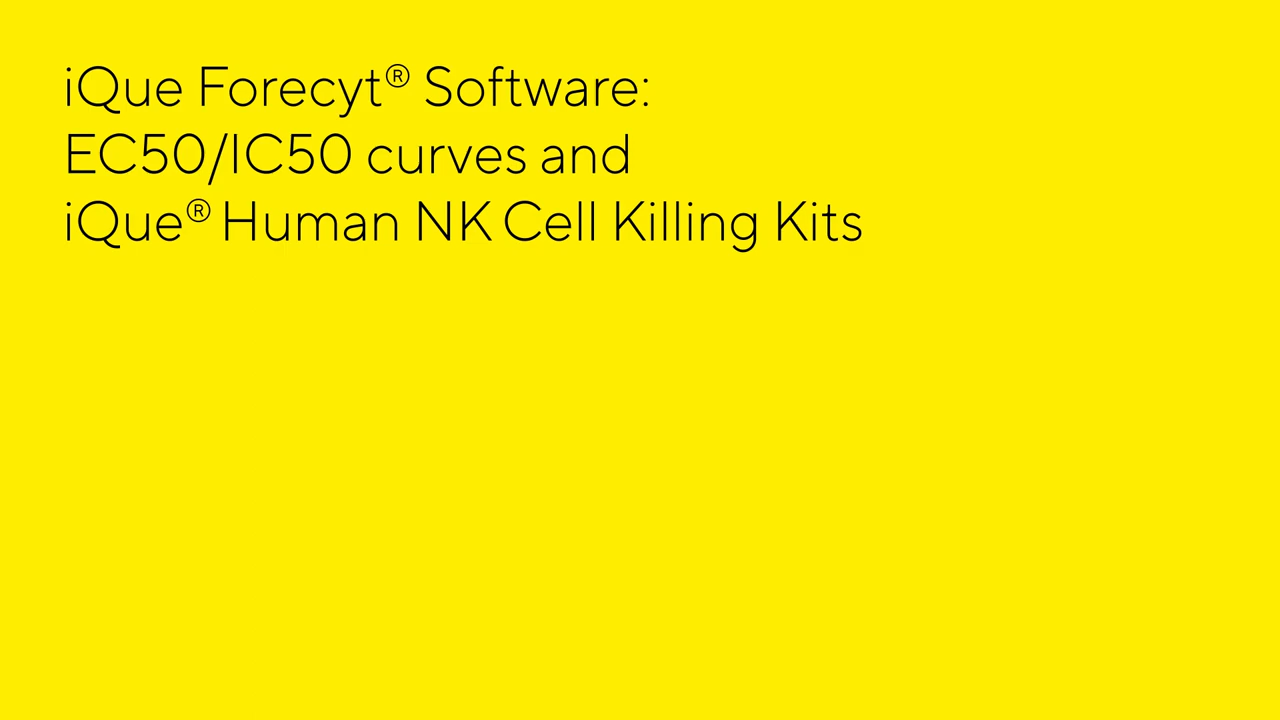 iQue Forecyt® Software:
EC50/IC50 curves and
iQue® Human NK Cell Killing Kits